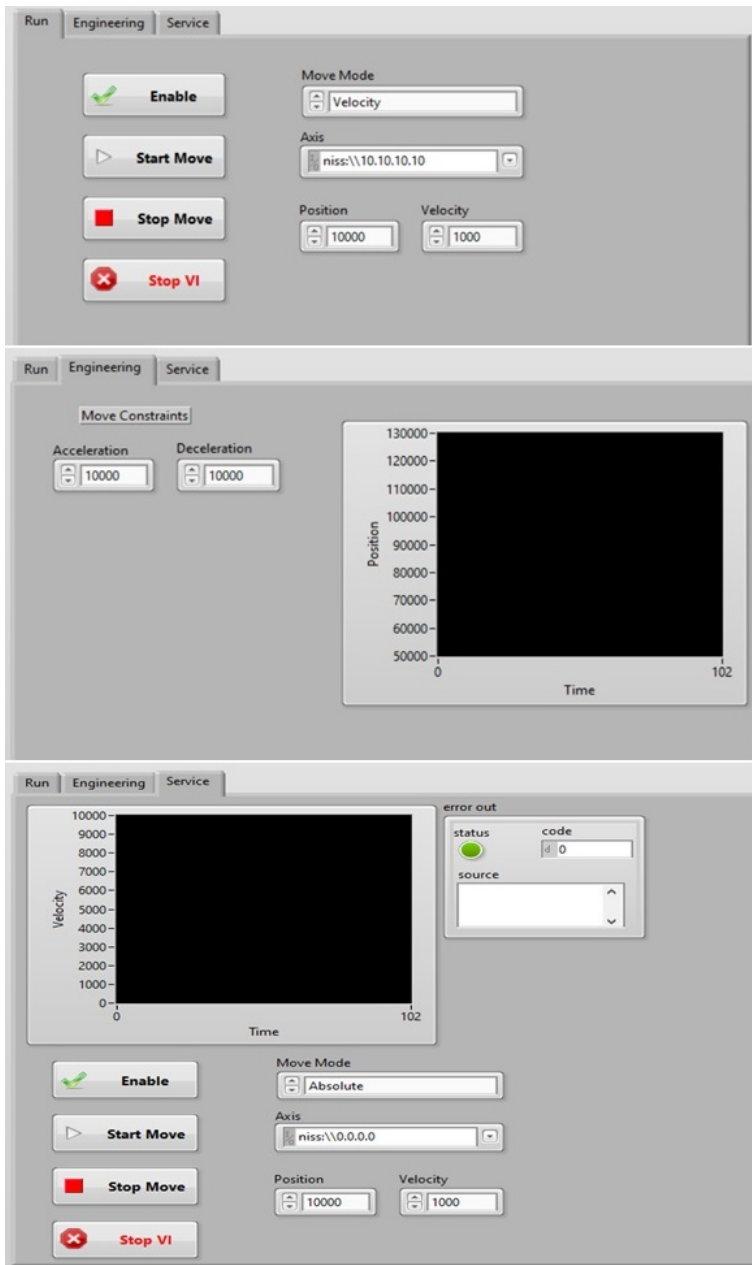 Run Engineering Service
Enable
Start Move
Stop Move
Stop VI
Move Mode
Velocity
Axis
niss:\\10.10.10.10
Position Velocity
10000 1000
Run Engineering Service
Move Constraints
Acceleration Deceleration
10000 10000
Position
130000
120000
110000
100000
90000
80000
70000
60000
50000
0 102
Time
Run Engineering Service
Velocity
10000
9000
8000
7000
6000
5000
4000
3000
2000
1000
0
0 102
Time
error out
status code
d 0
source
Enable
Start Move
Stop Move
Stop VI
Move Mode
Absolute
Axis
niss:\\0.0.0.0
Position Velocity
10000 1000